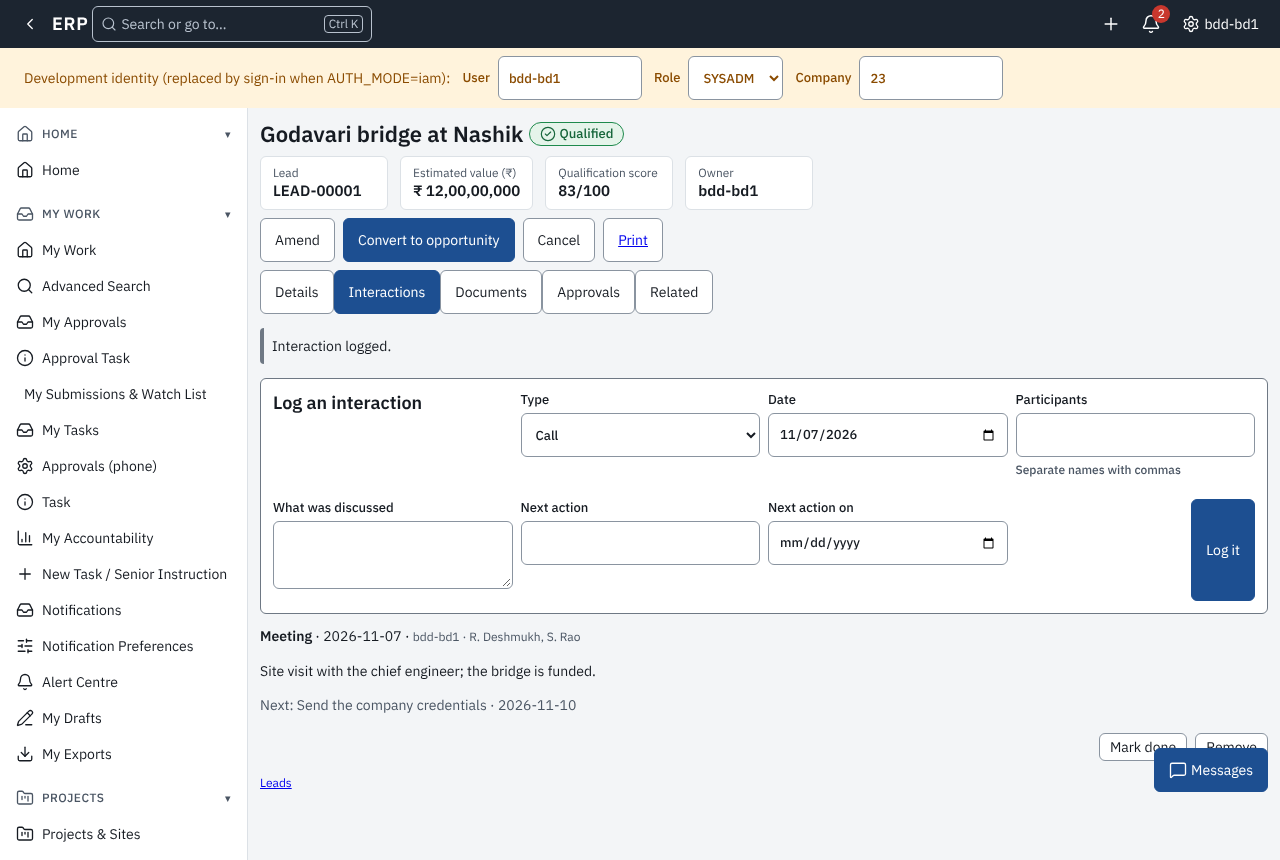 ERP
Search or go to…
Ctrl K
2
bdd-bd1
Development identity (replaced by sign-in when AUTH_MODE=iam):
User
bdd-bd1
Role
SYSADM
Company
23
HOME
Home
MY WORK
My Work
Advanced Search
My Approvals
Approval Task
My Submissions & Watch List
My Tasks
Approvals (phone)
Task
My Accountability
New Task / Senior Instruction
Notifications
Notification Preferences
Alert Centre
My Drafts
My Exports
PROJECTS
Projects & Sites
Godavari bridge at Nashik
Qualified
Lead
LEAD-00001
Estimated value (₹)
₹ 12,00,00,000
Qualification score
83/100
Owner
bdd-bd1
Amend
Convert to opportunity
Cancel
Print
Details
Interactions
Documents
Approvals
Related
Interaction logged.
Log an interaction
Type
Call
Date
11/07/2026
Participants
Separate names with commas
What was discussed
Next action
Next action on
mm/dd/yyyy
Log it
Meeting · 2026-11-07 · bdd-bd1 · R. Deshmukh, S. Rao
Site visit with the chief engineer; the bridge is funded.
Next: Send the company credentials · 2026-11-10
Mark done
Remove
Messages
Leads